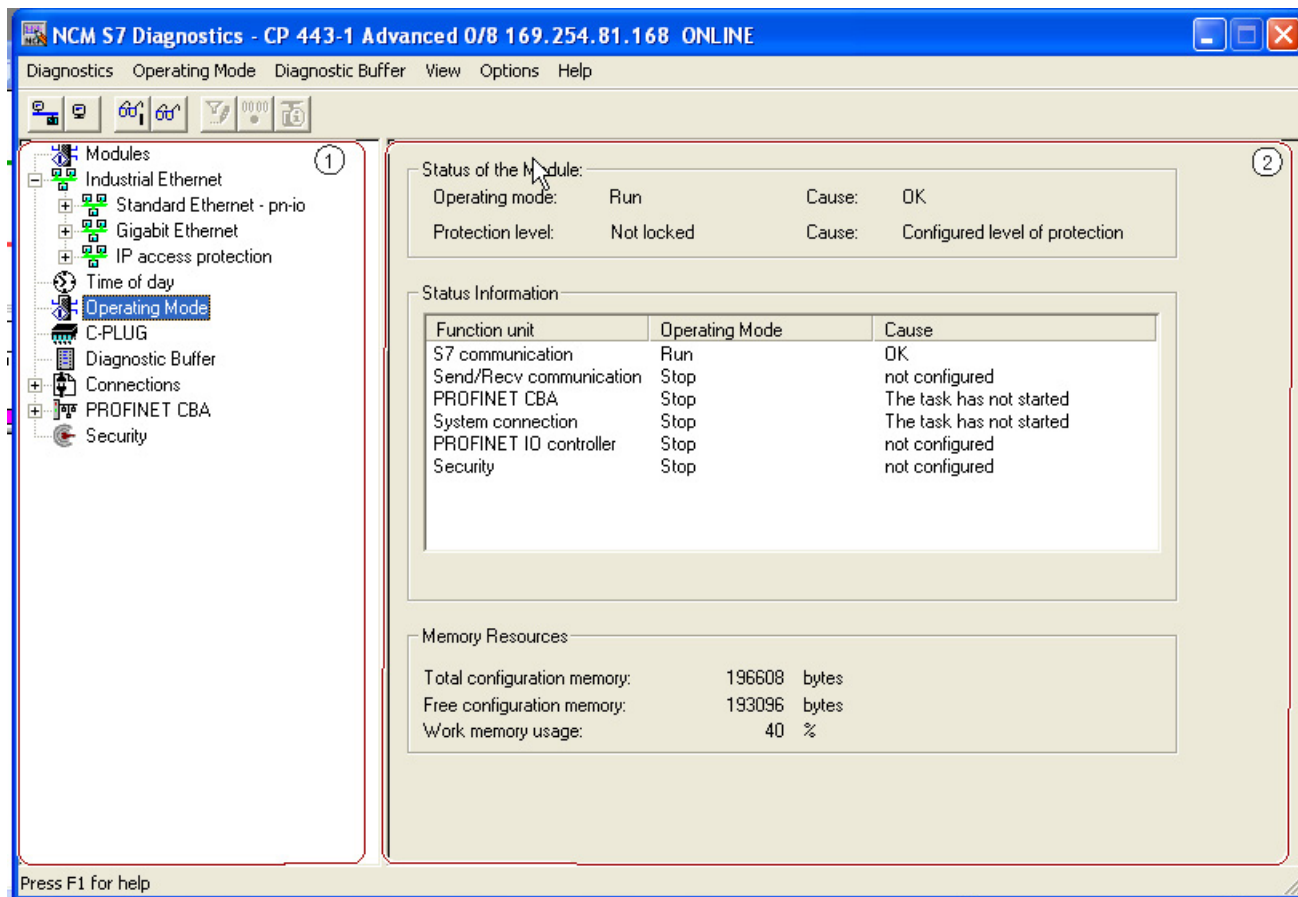 NCM S7 Diagnostics - CP 443-1 Advanced 0/8 169.254.81.168 ONLINE
Diagnostics Operating Mode Diagnostic Buffer View Options Help
Modules
Industrial Ethernet
Standard Ethernet - pn-io
Gigabit Ethernet
IP access protection
Time of day
Operating Mode
C-PLUG
Diagnostic Buffer
Connections
PROFINET CBA
Security
1
2
Status of the Module:
Operating mode: Run Cause: OK
Protection level: Not locked Cause: Configured level of protection
Status Information
Function unit Operating Mode Cause
S7 communication Run OK
Send/Recv communication Stop not configured
PROFINET CBA Stop The task has not started
System connection Stop The task has not started
PROFINET IO controller Stop not configured
Security Stop not configured
Memory Resources
Total configuration memory: 196608 bytes
Free configuration memory: 193096 bytes
Work memory usage: 40 %
Press F1 for help